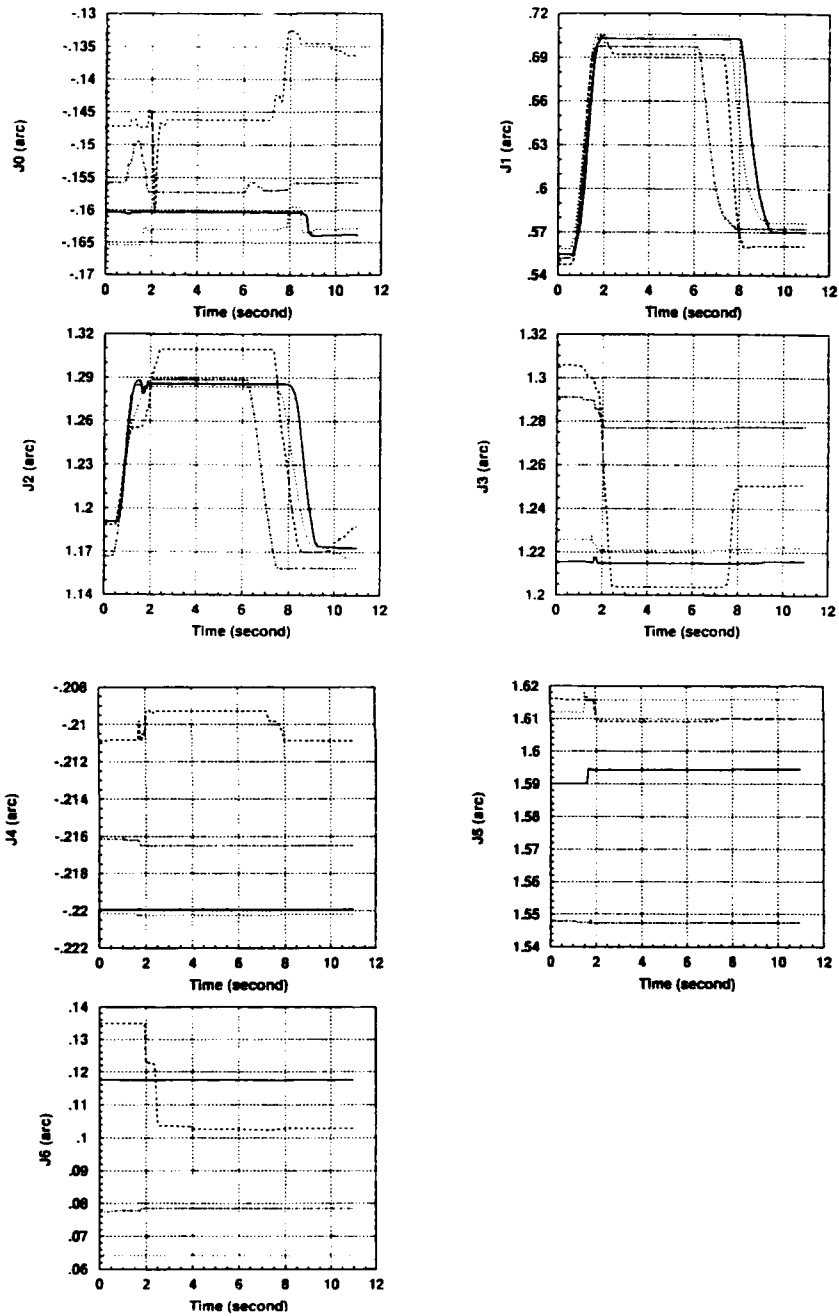 -.13
-.135
-.14
-.145
-.15
-.155
-.16
-.165
-.17
J0 (arc)
0 2 4 6 8 10 12
Time (second)
.72
.69
.66
.63
.6
.57
.54
J1 (arc)
0 2 4 6 8 10 12
Time (second)
1.32
1.29
1.26
1.23
1.2
1.17
1.14
J2 (arc)
0 2 4 6 8 10 12
Time (second)
1.32
1.3
1.28
1.26
1.24
1.22
1.2
J3 (arc)
0 2 4 6 8 10 12
Time (second)
-.208
-.21
-.212
-.214
-.216
-.218
-.22
-.222
J4 (arc)
0 2 4 6 8 10 12
Time (second)
1.62
1.61
1.6
1.59
1.58
1.57
1.56
1.55
1.54
J5 (arc)
0 2 4 6 8 10 12
Time (second)
.14
.13
.12
.11
.1
.09
.08
.07
.06
J6 (arc)
0 2 4 6 8 10 12
Time (second)